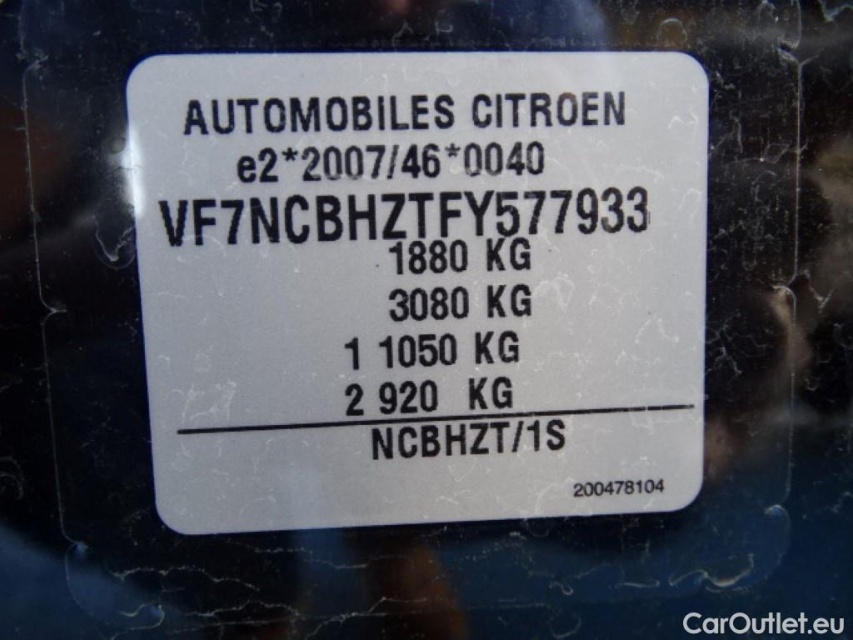 AUTOMOBILES CITROEN
e2*2007/46*0040
VF7NCBHZTFY577933
1880 KG
3080 KG
1 1050 KG
2 920 KG
NCBHZT/1S
200478104
CarOutlet.eu